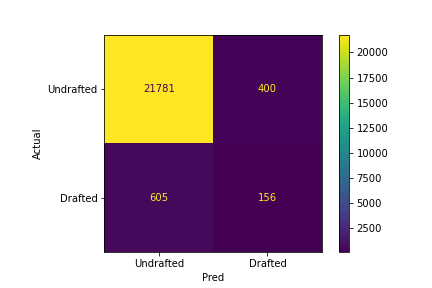 Undrafted
Drafted
Actual
21781
400
605
156
Undrafted
Drafted
Pred
20000
17500
15000
12500
10000
7500
5000
2500